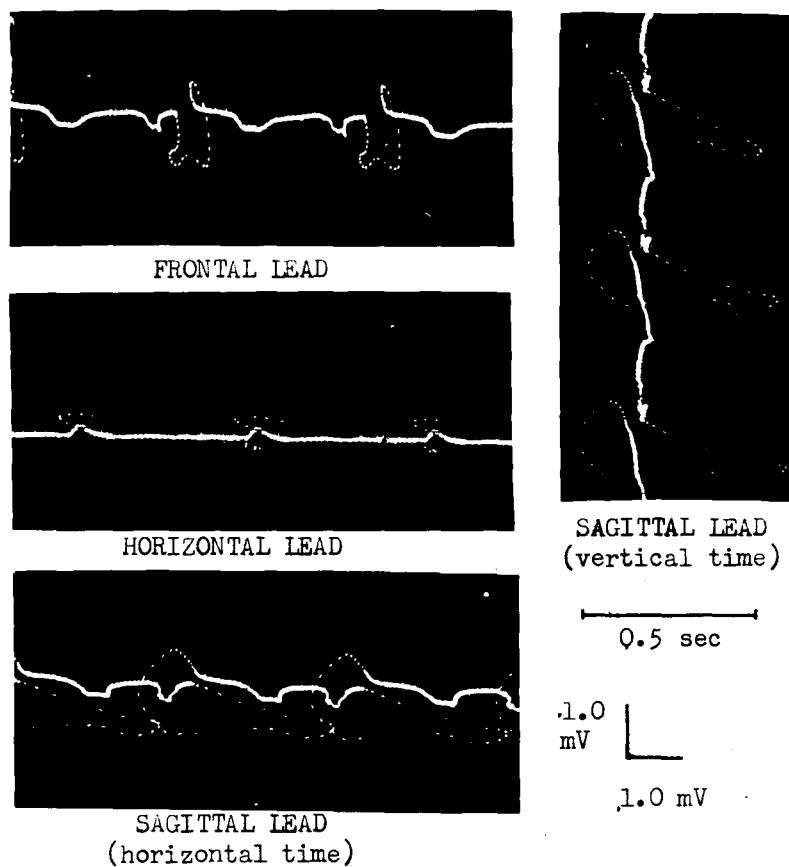 FRONTAL LEAD
HORIZONTAL LEAD
SAGITTAL LEAD
(horizontal time)
SAGITTAL LEAD
(vertical time)
0.5 sec
1.0
mV
1.0 mV